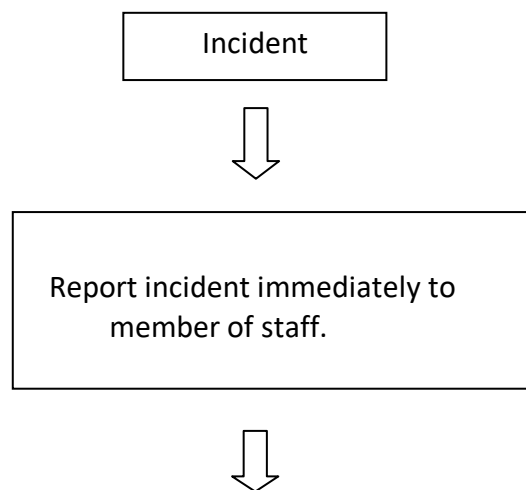 Incident
Report incident immediately to
member of staff.